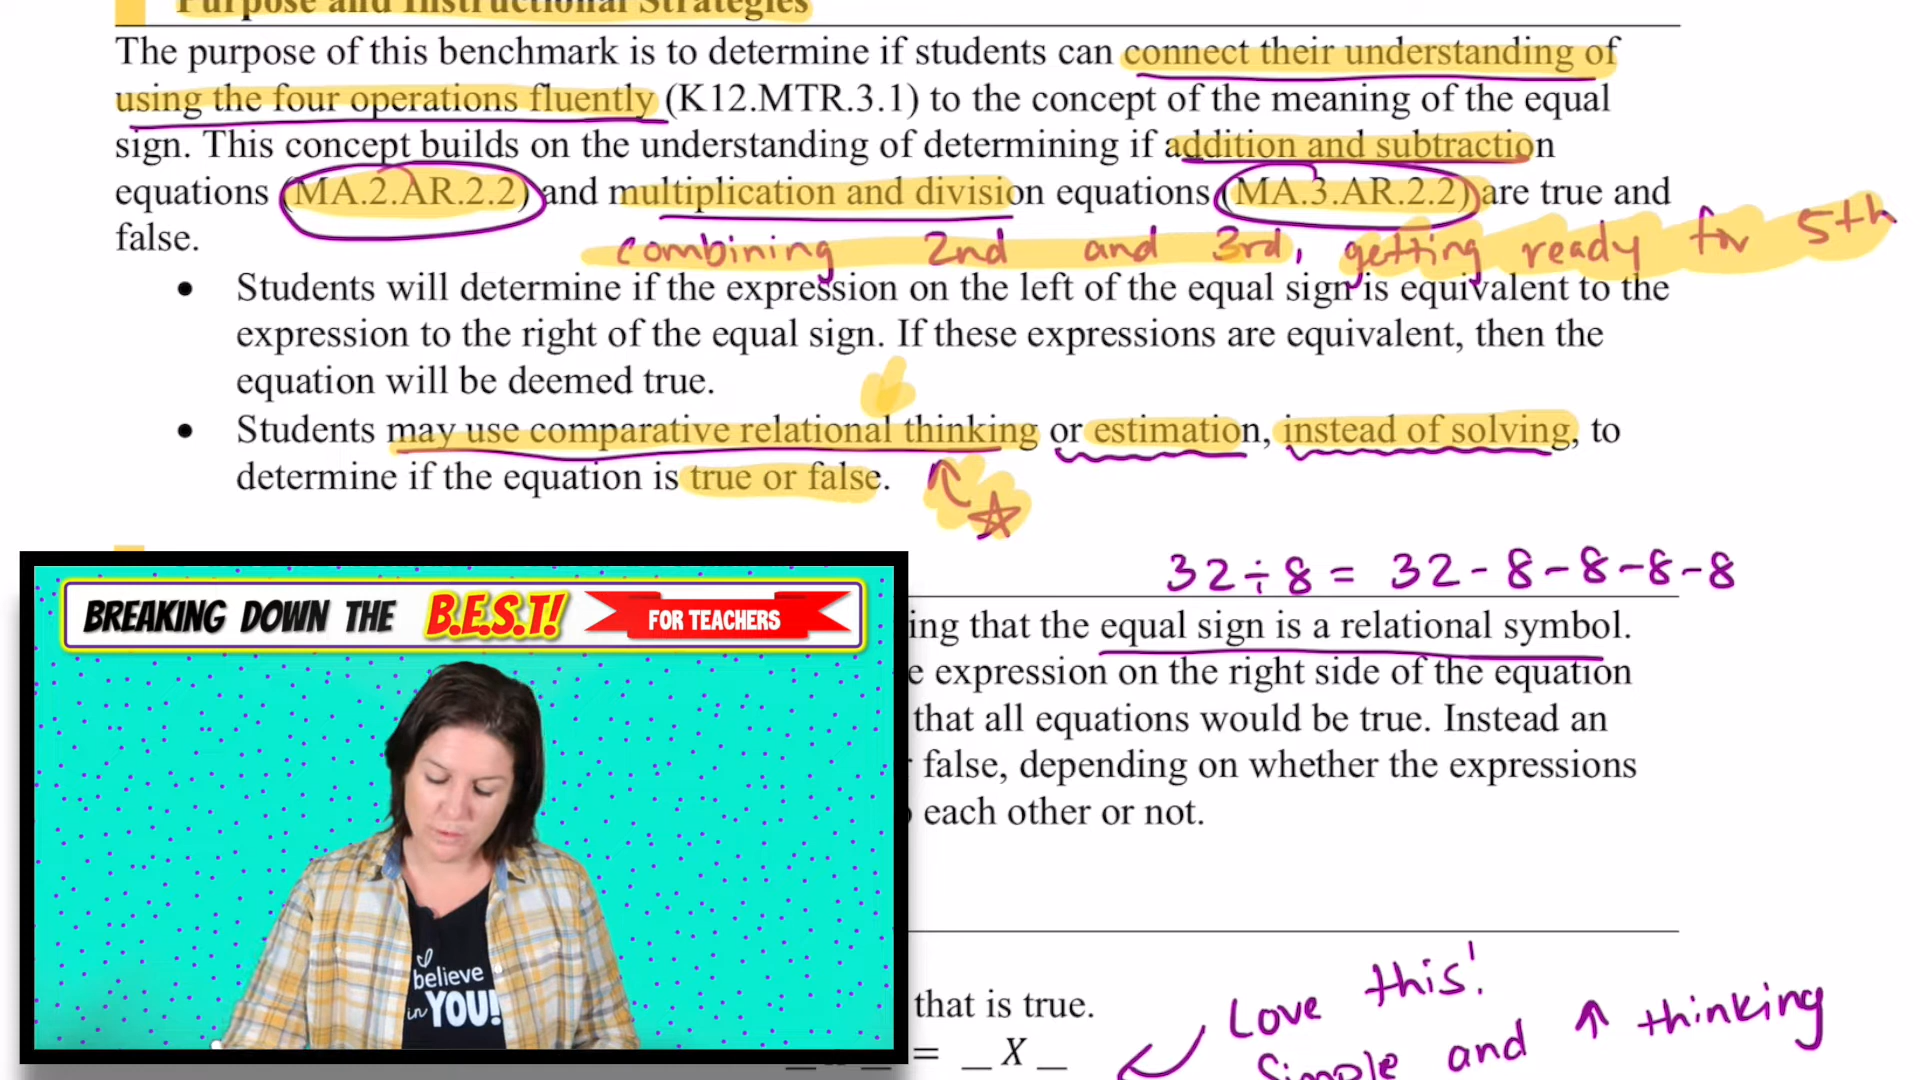 Purpose and Instructional Strategies
The purpose of this benchmark is to determine if students can connect their understanding of
using the four operations fluently (K12.MTR.3.1) to the concept of the meaning of the equal
sign. This concept builds on the understanding of determining if addition and subtraction
equations (MA.2.AR.2.2) and multiplication and division equations (MA.3.AR.2.2) are true and
false.
combining 2nd and 3rd, getting ready for 5th
• Students will determine if the expression on the left of the equal sign is equivalent to the
expression to the right of the equal sign. If these expressions are equivalent, then the
equation will be deemed true.
• Students may use comparative relational thinking or estimation, instead of solving, to
determine if the equation is true or false.
32÷8 = 32-8-8-8-8
BREAKING DOWN THE B.E.S.T! FOR TEACHERS
ing that the equal sign is a relational symbol.
e expression on the right side of the equation
that all equations would be true. Instead an
false, depending on whether the expressions
each other or not.
believe
in YOU!
that is true.
= _ X _
Love this!
Simple and ↑ thinking